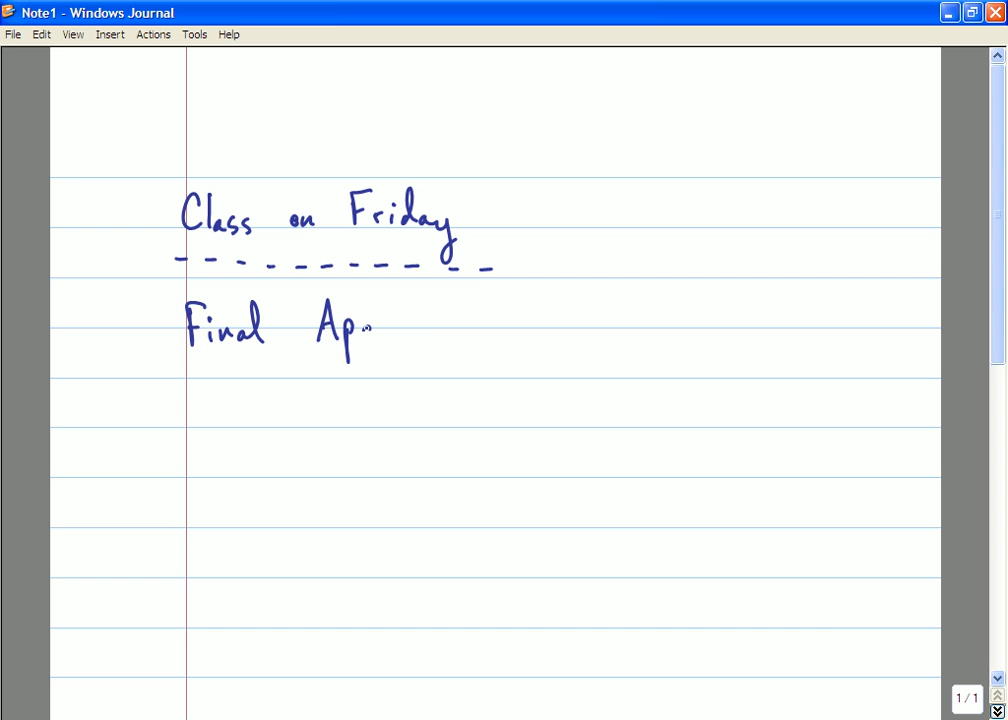 Note1 - Windows Journal
File Edit View Insert Actions Tools Help
Class on Friday
Final Ap
1 / 1